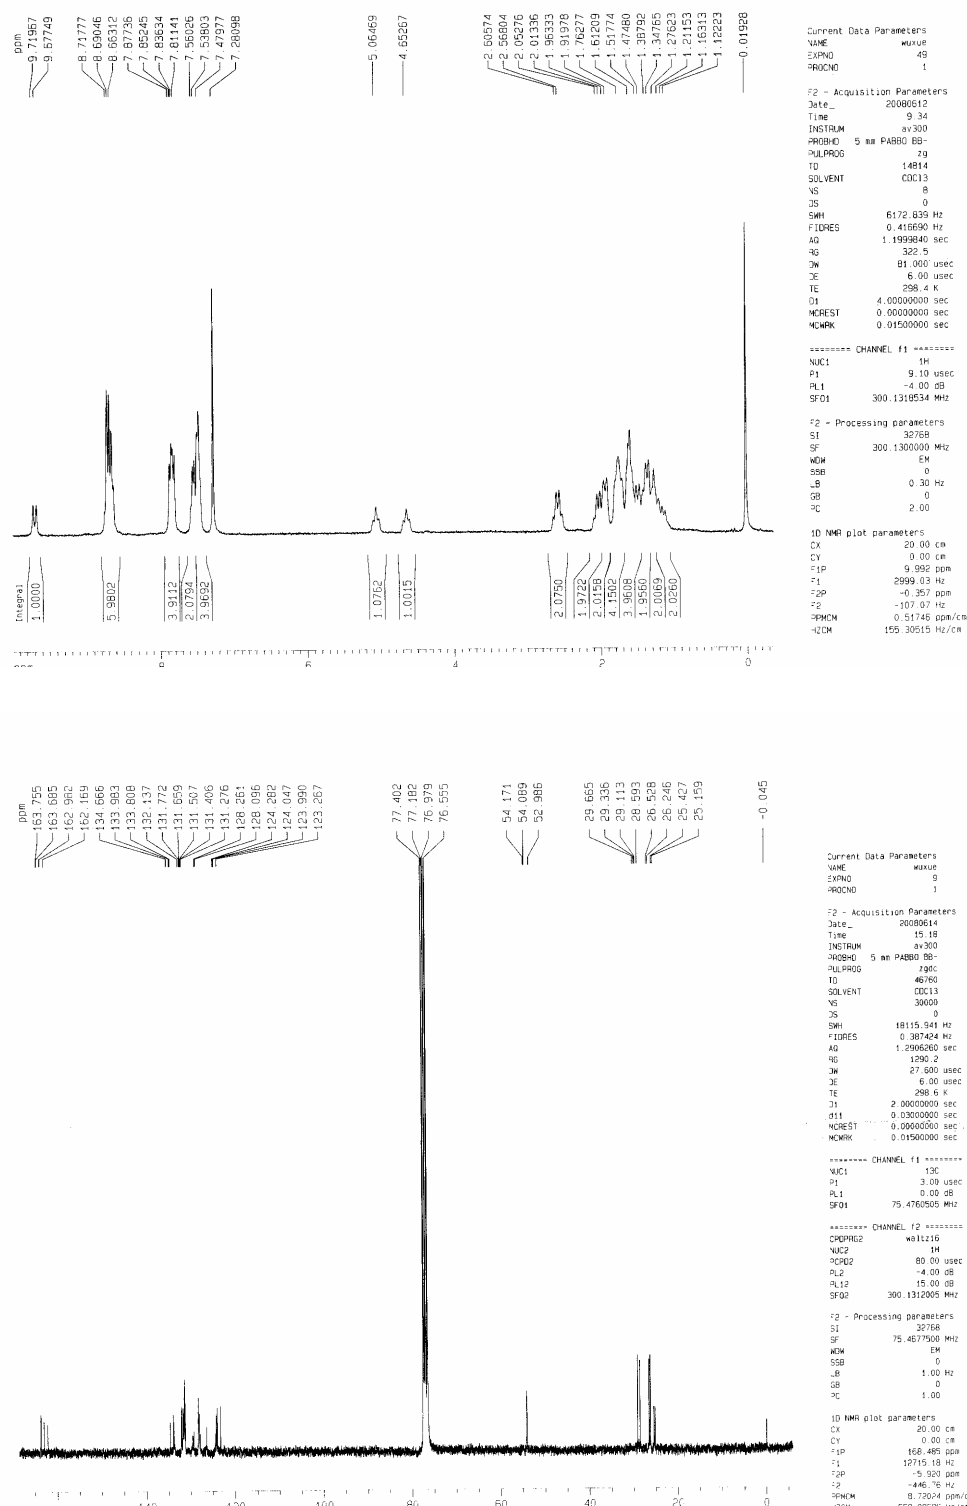 ppm
9.71967
9.67749
8.71777
8.69046
8.66312
7.87736
7.85245
7.83634
7.81141
7.56026
7.53803
7.47977
7.28098
5.06469
4.65267
2.60574
2.56804
2.05276
2.01336
1.96333
1.91978
1.76277
1.61209
1.51774
1.47480
1.38792
1.34765
1.27623
1.21153
1.16313
1.12223
0.01928
Current Data Parameters
NAME wuxue
EXPNO 49
PROCNO 1
F2 - Acquisition Parameters
Date_ 20080612
Time 9.34
INSTRUM av300
PROBHD 5 mm PABBO BB-
PULPROG zg
TD 14814
SOLVENT CDCl3
NS 8
DS 0
SWH 6172.839 Hz
FIDRES 0.416690 Hz
AQ 1.1999840 sec
RG 322.5
DW 81.000 usec
DE 6.00 usec
TE 298.4 K
D1 4.00000000 sec
MCREST 0.00000000 sec
MCWRK 0.01500000 sec
======== CHANNEL f1 ========
NUC1 1H
P1 9.10 usec
PL1 -4.00 dB
SFO1 300.1318534 MHz
F2 - Processing parameters
SI 32768
SF 300.1300000 MHz
WDW EM
SSB 0
LB 0.30 Hz
GB 0
PC 2.00
1D NMR plot parameters
CX 20.00 cm
CY 0.00 cm
F1P 9.992 ppm
F1 2999.03 Hz
F2P -0.357 ppm
F2 -107.07 Hz
PPMCM 0.51746 ppm/cm
HZCM 155.30515 Hz/cm
Integral
1.0000
5.9802
3.9112
2.0794
3.9692
1.0762
1.0015
2.0750
1.9722
2.0158
4.1502
3.9608
1.9560
2.0069
2.0260
8 6 4 2 0
ppm
163.755
163.685
162.982
162.169
134.666
133.983
133.808
132.137
131.772
131.659
131.507
131.406
131.276
128.261
128.096
124.282
124.047
123.990
123.267
77.402
77.182
76.979
76.555
54.171
54.089
52.986
29.665
29.336
29.113
28.593
26.528
26.246
25.427
25.159
-0.045
Current Data Parameters
NAME wuxue
EXPNO 9
PROCNO 1
F2 - Acquisition Parameters
Date_ 20080614
Time 15.18
INSTRUM av300
PROBHD 5 mm PABBO BB-
PULPROG zgdc
TD 46760
SOLVENT CDCl3
NS 30000
DS 0
SWH 18115.941 Hz
FIDRES 0.387424 Hz
AQ 1.2906260 sec
RG 1290.2
DW 27.600 usec
DE 6.00 usec
TE 298.6 K
D1 2.00000000 sec
d11 0.03000000 sec
MCREST 0.00000000 sec
MCWRK 0.01500000 sec
======== CHANNEL f1 ========
NUC1 13C
P1 3.00 usec
PL1 0.00 dB
SFO1 75.4760505 MHz
======== CHANNEL f2 ========
CPDPRG2 waltz16
NUC2 1H
PCPD2 80.00 usec
PL2 -4.00 dB
PL12 15.00 dB
SFO2 300.1312005 MHz
F2 - Processing parameters
SI 32768
SF 75.4677500 MHz
WDW EM
SSB 0
LB 1.00 Hz
GB 0
PC 1.00
1D NMR plot parameters
CX 20.00 cm
CY 0.00 cm
F1P 168.485 ppm
F1 12715.18 Hz
F2P -5.920 ppm
F2 -446.76 Hz
PPMCM 8.72024 ppm/c
140 120 100 80 60 40 20 0